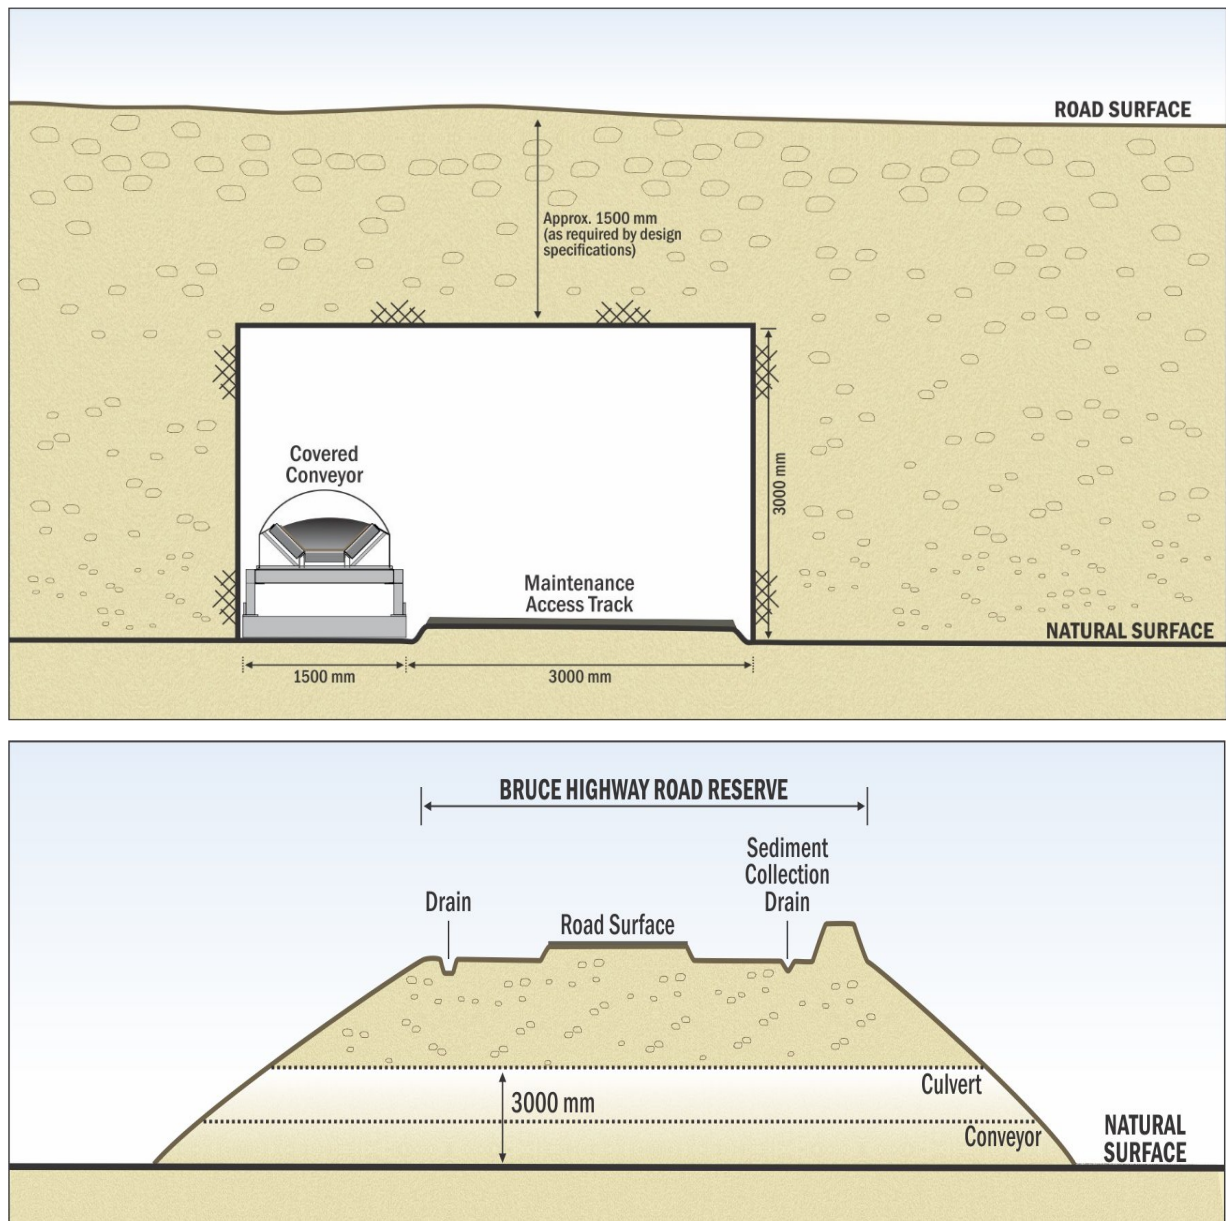 ROAD SURFACE
Approx. 1500 mm
(as required by design
specifications)
Covered
Conveyor
3000 mm
Maintenance
Access Track
NATURAL SURFACE
1500 mm
3000 mm
BRUCE HIGHWAY ROAD RESERVE
Sediment
Collection
Drain
Drain
Road Surface
Culvert
3000 mm
Conveyor
NATURAL
SURFACE